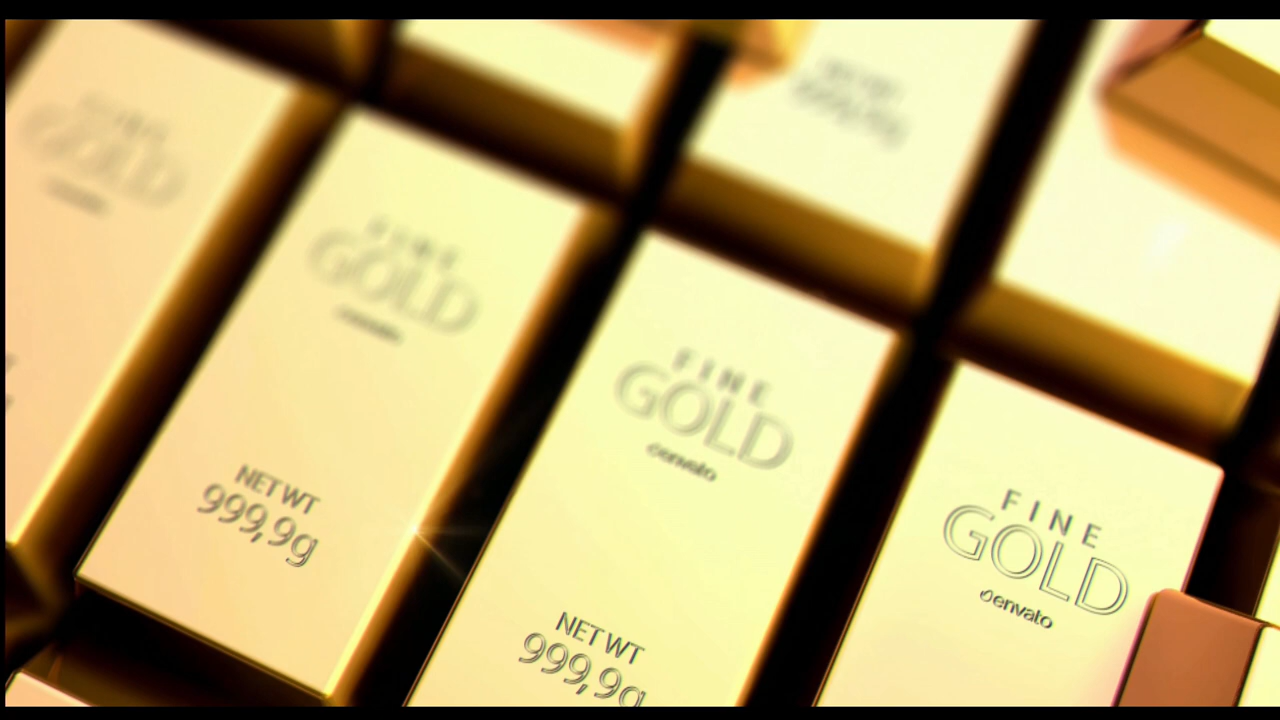 FINE
GOLD
NET WT
999,9g
FINE
GOLD
envato
NET WT
999,9g
FINE
GOLD
envato